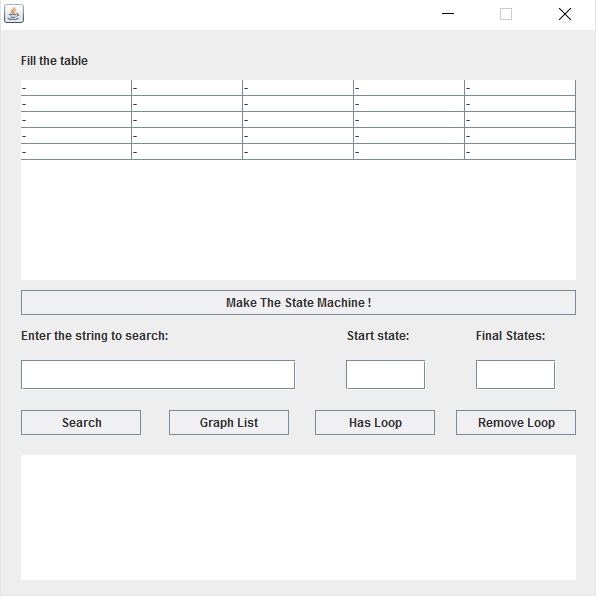 Fill the table
- - - - -
- - - - -
- - - - -
- - - - -
- - - - -
Make The State Machine !
Enter the string to search: Start state: Final States:
Search Graph List Has Loop Remove Loop